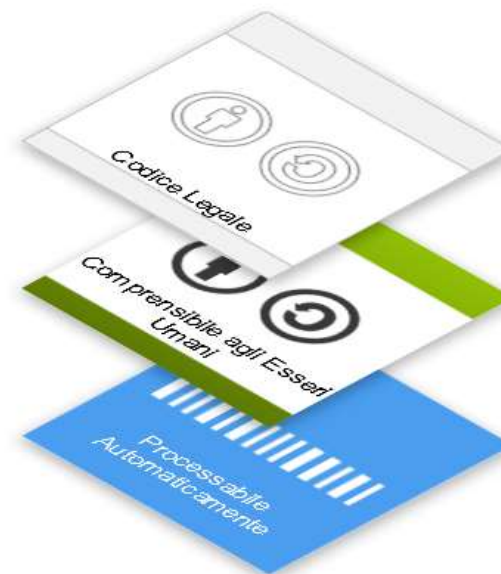 Codice Legale
Comprensibile agli Esseri
Umani
Processabile
Automaticamente